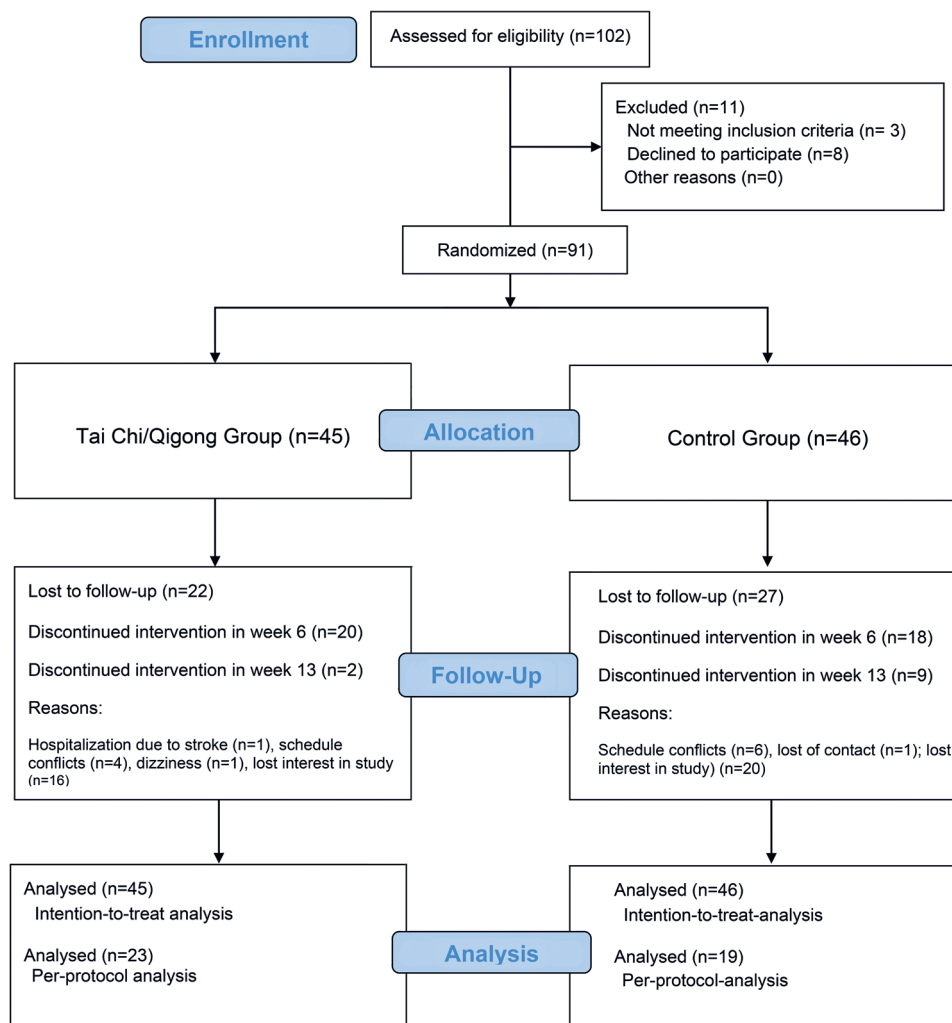 Enrollment
Assessed for eligibility (n=102)
Excluded (n=11)
Not meeting inclusion criteria (n= 3)
Declined to participate (n=8)
Other reasons (n=0)
Randomized (n=91)
Tai Chi/Qigong Group (n=45)
Allocation
Control Group (n=46)
Lost to follow-up (n=22)
Discontinued intervention in week 6 (n=20)
Discontinued intervention in week 13 (n=2)
Reasons:
Hospitalization due to stroke (n=1), schedule
conflicts (n=4), dizziness (n=1), lost interest in study
(n=16)
Follow-Up
Lost to follow-up (n=27)
Discontinued intervention in week 6 (n=18)
Discontinued intervention in week 13 (n=9)
Reasons:
Schedule conflicts (n=6), lost of contact (n=1); lost
interest in study) (n=20)
Analysed (n=45)
Intention-to-treat analysis
Analysed (n=23)
Per-protocol analysis
Analysis
Analysed (n=46)
Intention-to-treat-analysis
Analysed (n=19)
Per-protocol-analysis